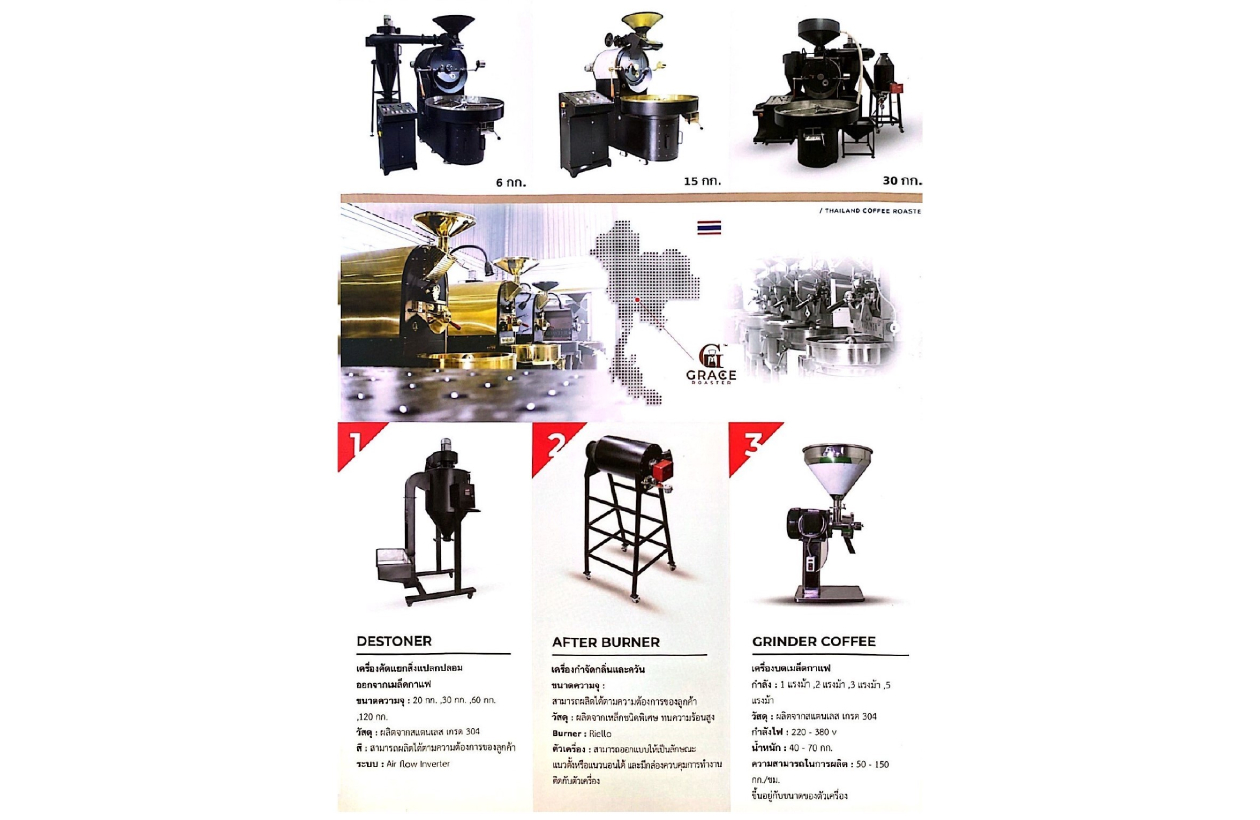 6 กก.
15 กก.
30 กก.
/ THAILAND COFFEE ROASTE
GM
GRACE
ROASTER
1
2
3
DESTONER
เครื่องคัดแยกสิ่งแปลกปลอม
ออกจากเมล็ดกาแฟ
ขนาดความจุ : 20 กก. ,30 กก. ,60 กก.
,120 กก.
วัสดุ : ผลิตจากสแตนเลส เกรด 304
สี : สามารถผลิตได้ตามความต้องการของลูกค้า
ระบบ : Air flow Inverter
AFTER BURNER
เครื่องกำจัดกลิ่นและควัน
ขนาดความจุ :
สามารถผลิตได้ตามความต้องการของลูกค้า
วัสดุ : ผลิตจากเหล็กชนิดพิเศษ ทนความร้อนสูง
Burner : Riello
ตัวเครื่อง : สามารถออกแบบให้เป็นลักษณะ
แนวตั้งหรือแนวนอนได้ และมีกล่องควบคุมการทำงาน
ติดกับตัวเครื่อง
GRINDER COFFEE
เครื่องบดเมล็ดกาแฟ
กำลัง : 1 แรงม้า ,2 แรงม้า ,3 แรงม้า ,5
แรงม้า
วัสดุ : ผลิตจากสแตนเลส เกรด 304
กำลังไฟ : 220 - 380 v
น้ำหนัก : 40 - 70 กก.
ความสามารถในการผลิต : 50 - 150
กก./ชม.
ขึ้นอยู่กับขนาดของตัวเครื่อง